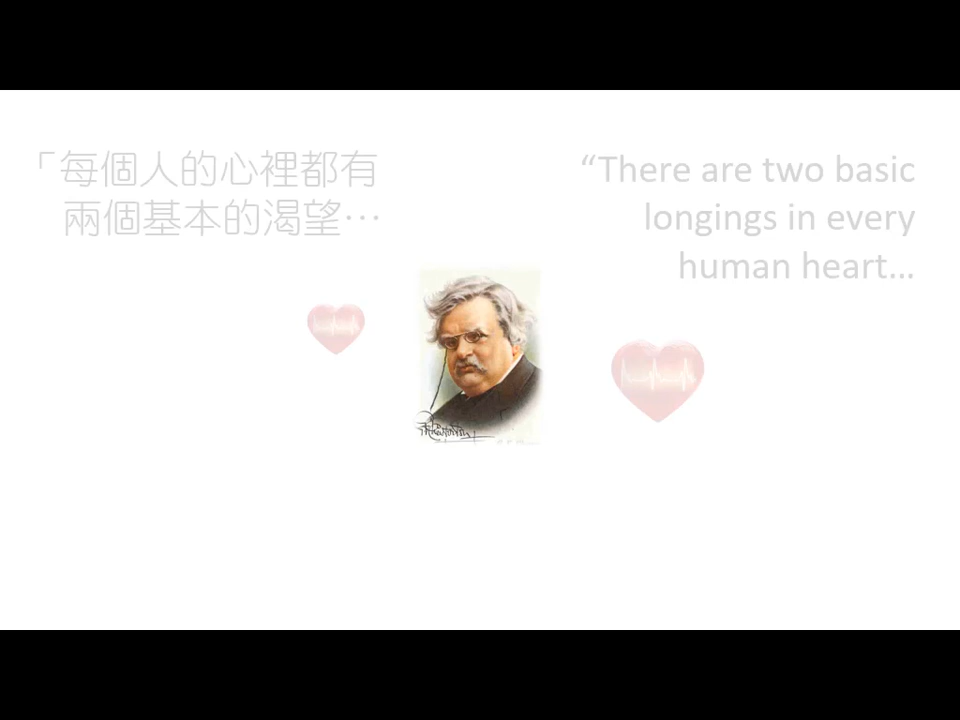 「每個人的心裡都有
兩個基本的渴望…
“There are two basic
longings in every
human heart…